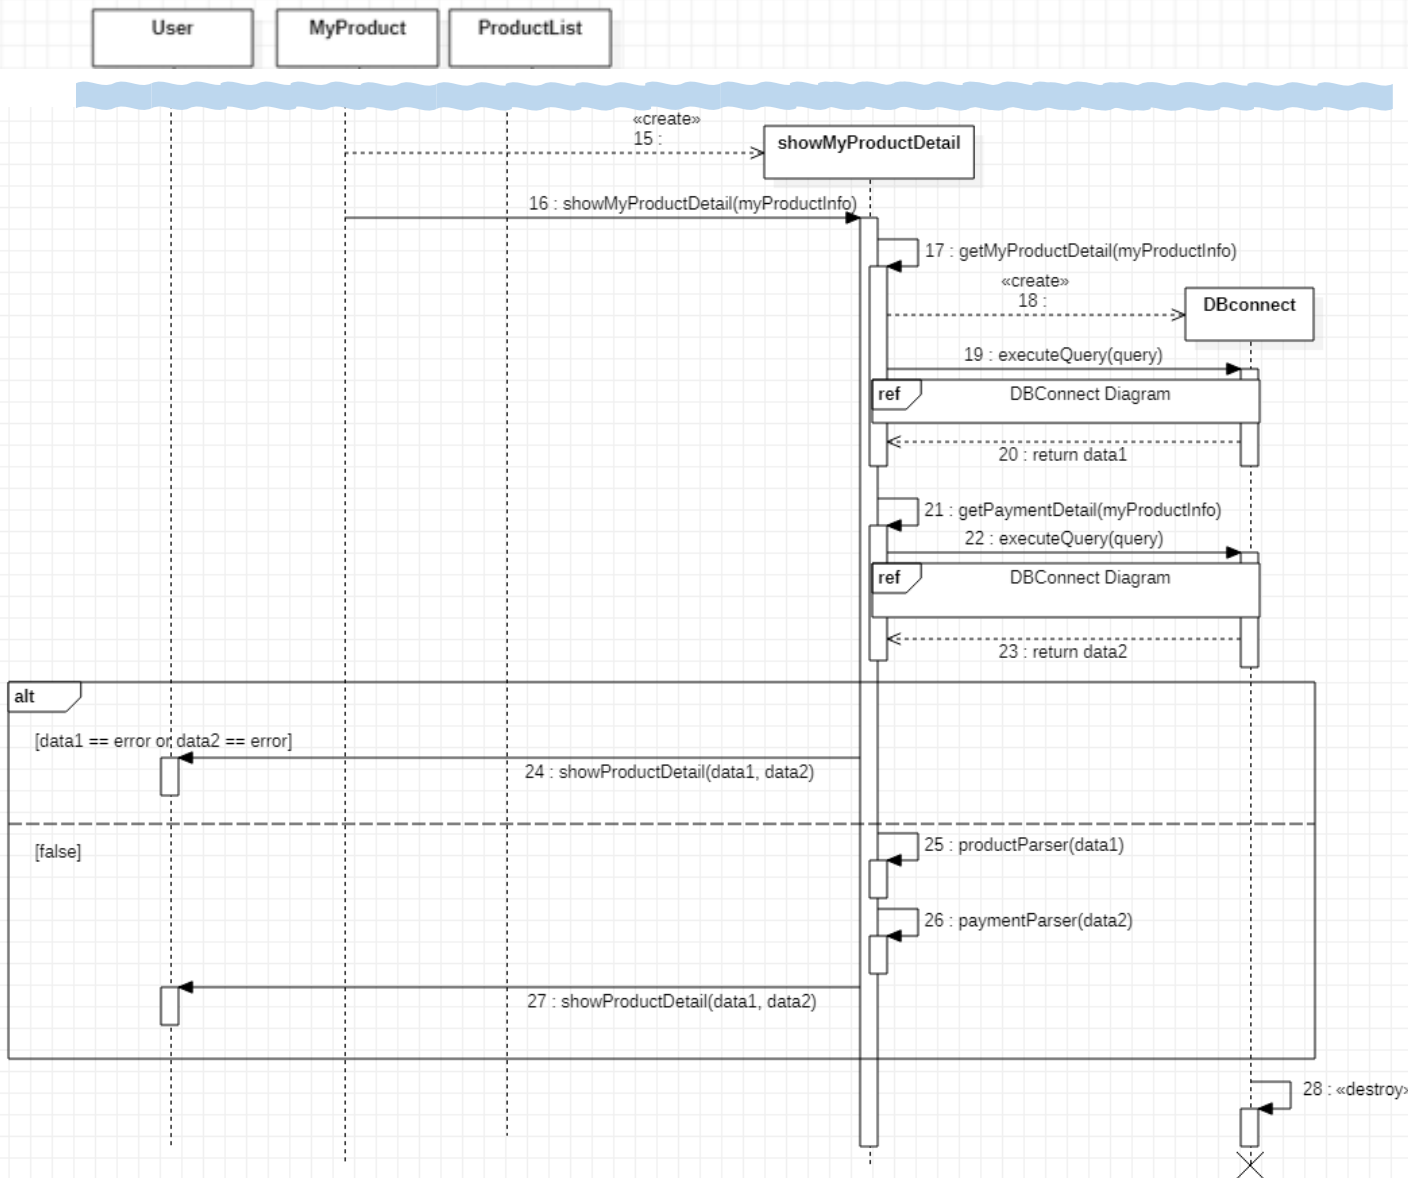 User
MyProduct
ProductList
«create»
15 :
showMyProductDetail
16 : showMyProductDetail(myProductInfo)
17 : getMyProductDetail(myProductInfo)
«create»
18 :
DBconnect
19 : executeQuery(query)
ref
DBConnect Diagram
20 : return data1
21 : getPaymentDetail(myProductInfo)
22 : executeQuery(query)
ref
DBConnect Diagram
23 : return data2
alt
[data1 == error or data2 == error]
24 : showProductDetail(data1, data2)
[false]
25 : productParser(data1)
26 : paymentParser(data2)
27 : showProductDetail(data1, data2)
28 : «destroy»